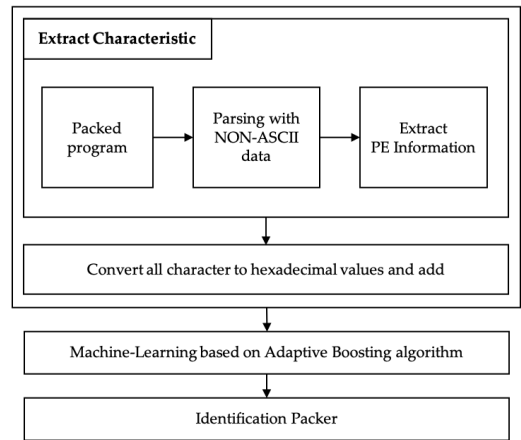 Extract Characteristic
Packed
program
Parsing with
NON-ASCII
data
Extract
PE Information
Convert all character to hexadecimal values and add
Machine-Learning based on Adaptive Boosting algorithm
Identification Packer